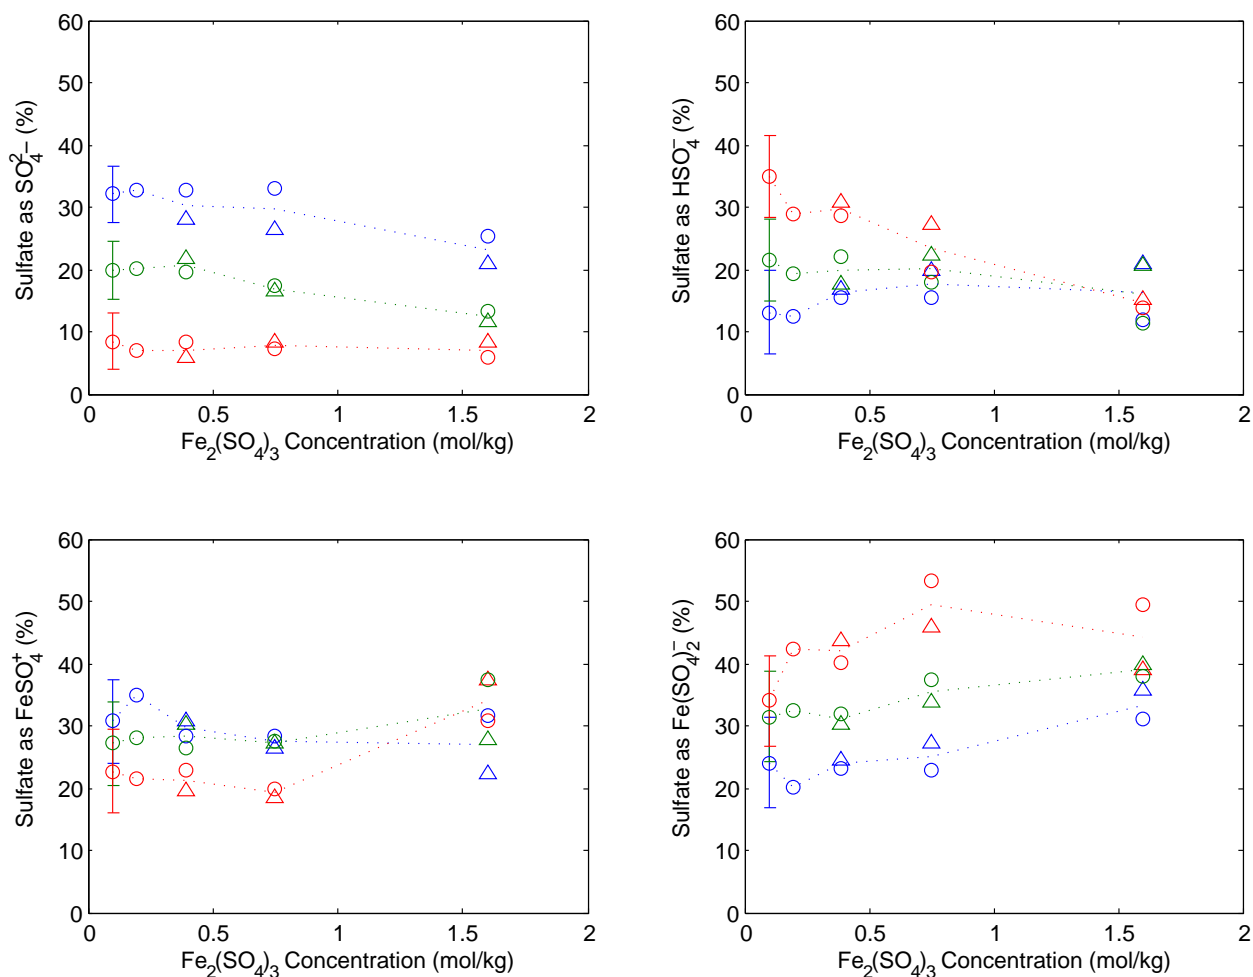 60
50
40
30
20
10
0
Sulfate as SO₄²⁻ (%)
0 0.5 1 1.5 2
Fe₂(SO₄)₃ Concentration (mol/kg)
60
50
40
30
20
10
0
Sulfate as HSO₄⁻ (%)
0 0.5 1 1.5 2
Fe₂(SO₄)₃ Concentration (mol/kg)
60
50
40
30
20
10
0
Sulfate as FeSO₄⁺ (%)
0 0.5 1 1.5 2
Fe₂(SO₄)₃ Concentration (mol/kg)
60
50
40
30
20
10
0
Sulfate as Fe(SO₄)₂⁻ (%)
0 0.5 1 1.5 2
Fe₂(SO₄)₃ Concentration (mol/kg)